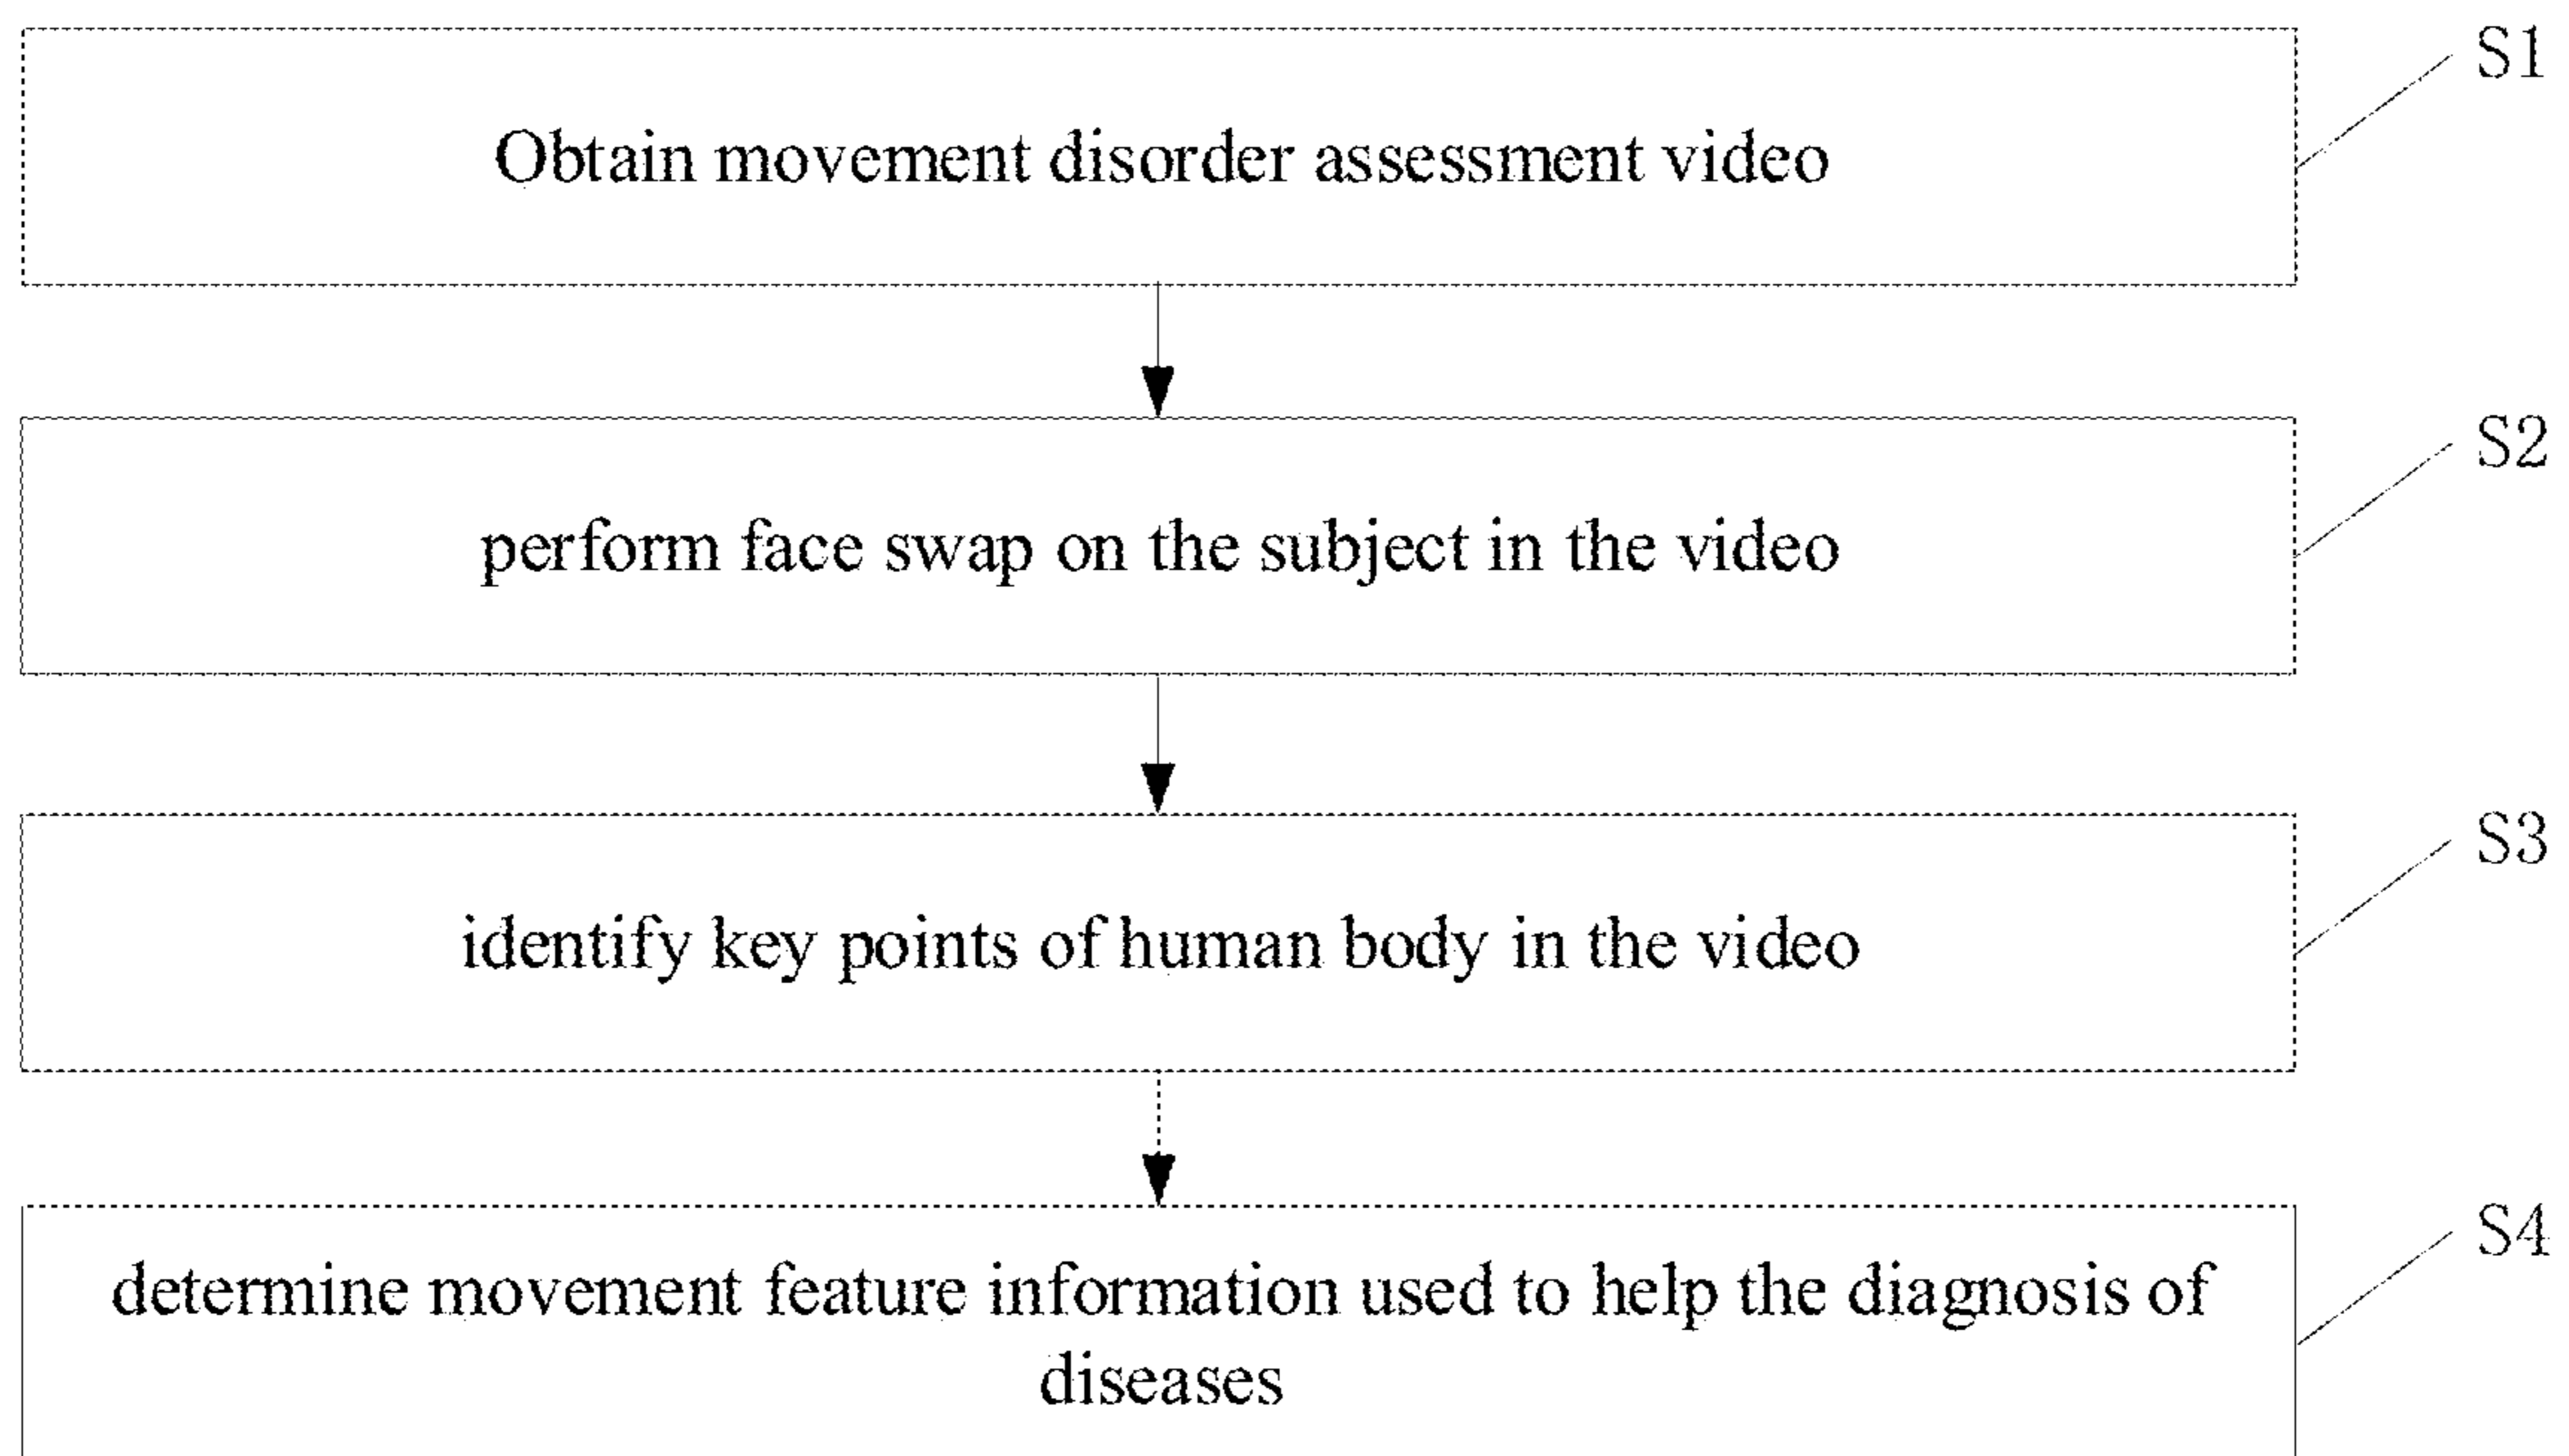 Obtain movement disorder assessment video
S1
perform face swap on the subject in the video
S2
identify key points of human body in the video
S3
determine movement feature information used to help the diagnosis of
diseases
S4